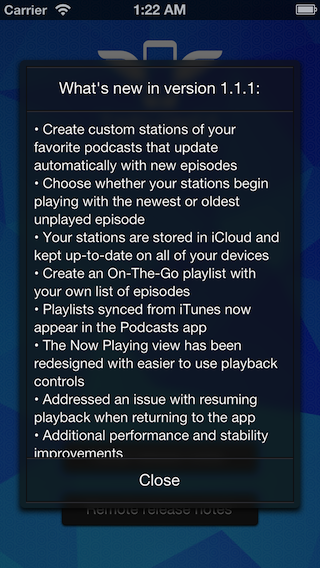 Carrier 1:22 AM
What's new in version 1.1.1:
• Create custom stations of your
favorite podcasts that update
automatically with new episodes
• Choose whether your stations begin
playing with the newest or oldest
unplayed episode
• Your stations are stored in iCloud and
kept up-to-date on all of your devices
• Create an On-The-Go playlist with
your own list of episodes
• Playlists synced from iTunes now
appear in the Podcasts app
• The Now Playing view has been
redesigned with easier to use playback
controls
• Addressed an issue with resuming
playback when returning to the app
• Additional performance and stability
improvements
Close
Remote release notes